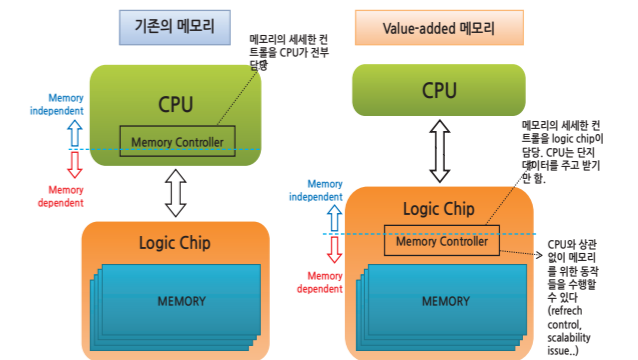 기존의 메모리
메모리의 세세한 컨
트롤을 CPU가 전부
담당
CPU
Memory Controller
Memory
independent
Memory
dependent
Logic Chip
MEMORY
Value-added 메모리
CPU
메모리의 세세한 컨
트롤을 logic chip이
담당. CPU는 단지
데이터를 주고 받기
만 함.
Memory
independent
Logic Chip
Memory Controller
Memory
dependent
MEMORY
CPU와 상관
없이 메모리
를 위한 동작
들을 수행할
수 있다
(refrech
control,
scalability
issue..)